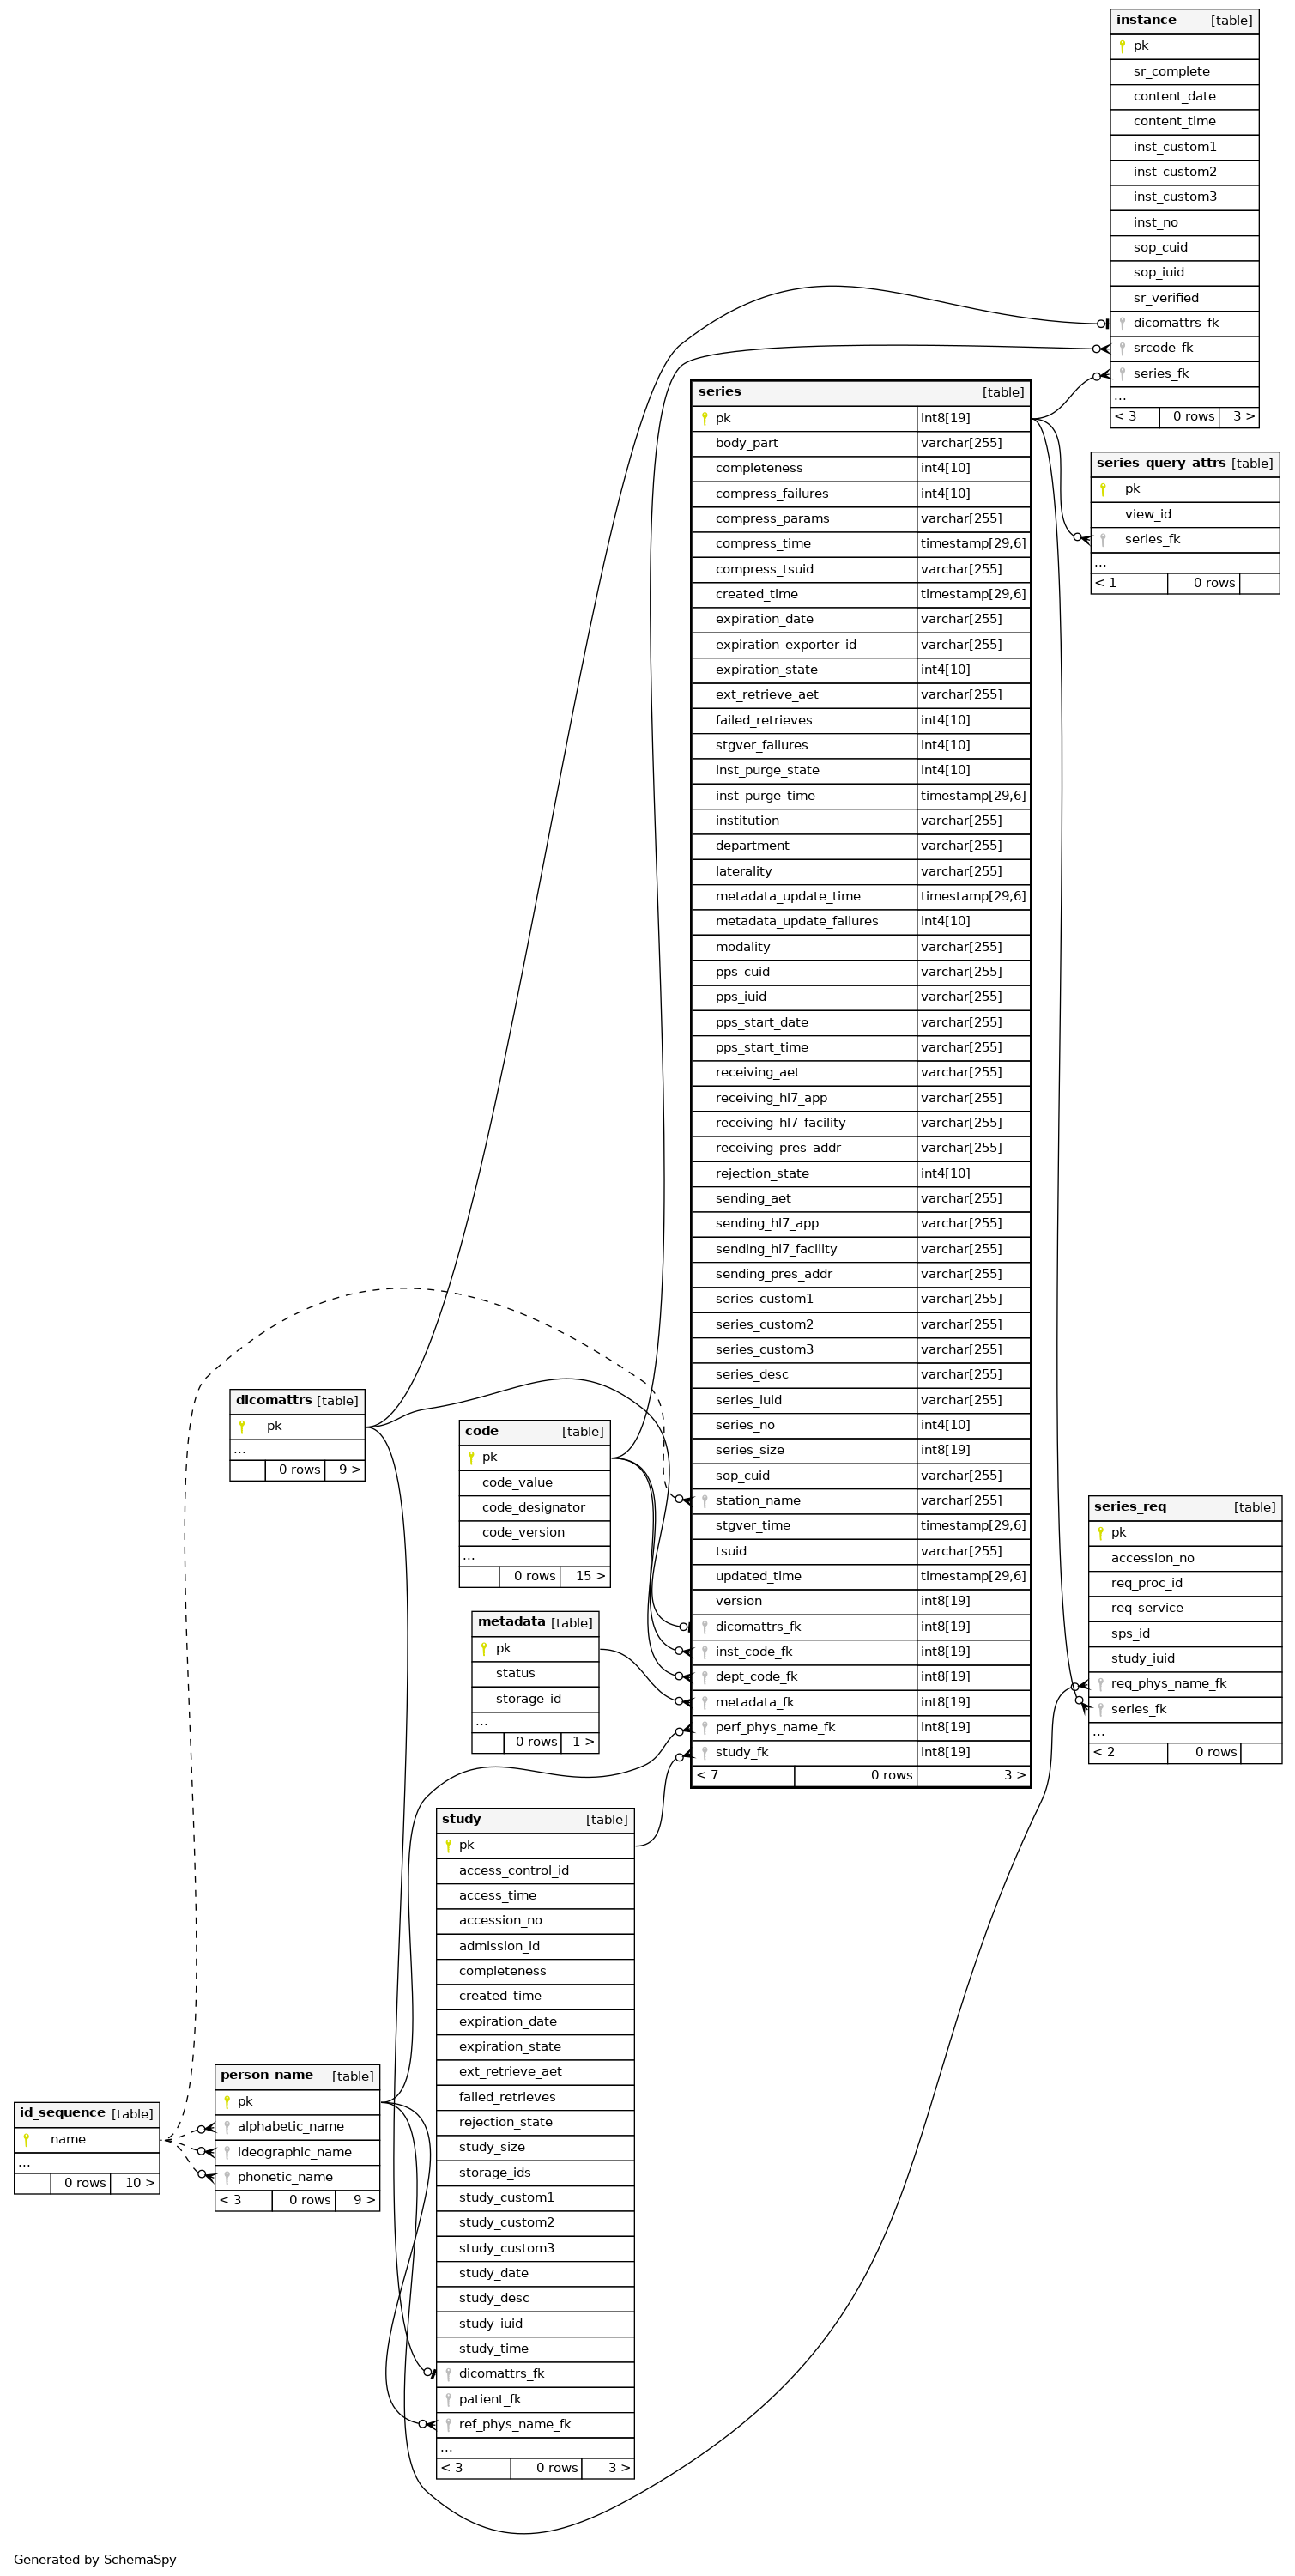 instance [table]
pk
sr_complete
content_date
content_time
inst_custom1
inst_custom2
inst_custom3
inst_no
sop_cuid
sop_iuid
sr_verified
dicomattrs_fk
srcode_fk
series_fk
...
< 3 0 rows 3 >
series [table]
pk int8[19]
body_part varchar[255]
completeness int4[10]
compress_failures int4[10]
compress_params varchar[255]
compress_time timestamp[29,6]
compress_tsuid varchar[255]
created_time timestamp[29,6]
expiration_date varchar[255]
expiration_exporter_id varchar[255]
expiration_state int4[10]
ext_retrieve_aet varchar[255]
failed_retrieves int4[10]
stgver_failures int4[10]
inst_purge_state int4[10]
inst_purge_time timestamp[29,6]
institution varchar[255]
department varchar[255]
laterality varchar[255]
metadata_update_time timestamp[29,6]
metadata_update_failures int4[10]
modality varchar[255]
pps_cuid varchar[255]
pps_iuid varchar[255]
pps_start_date varchar[255]
pps_start_time varchar[255]
receiving_aet varchar[255]
receiving_hl7_app varchar[255]
receiving_hl7_facility varchar[255]
receiving_pres_addr varchar[255]
rejection_state int4[10]
sending_aet varchar[255]
sending_hl7_app varchar[255]
sending_hl7_facility varchar[255]
sending_pres_addr varchar[255]
series_custom1 varchar[255]
series_custom2 varchar[255]
series_custom3 varchar[255]
series_desc varchar[255]
series_iuid varchar[255]
series_no int4[10]
series_size int8[19]
sop_cuid varchar[255]
station_name varchar[255]
stgver_time timestamp[29,6]
tsuid varchar[255]
updated_time timestamp[29,6]
version int8[19]
dicomattrs_fk int8[19]
inst_code_fk int8[19]
dept_code_fk int8[19]
metadata_fk int8[19]
perf_phys_name_fk int8[19]
study_fk int8[19]
< 7 0 rows 3 >
series_query_attrs [table]
pk
view_id
series_fk
...
< 1 0 rows
dicomattrs [table]
pk
...
0 rows 9 >
code [table]
pk
code_value
code_designator
code_version
...
0 rows 15 >
series_req [table]
pk
accession_no
req_proc_id
req_service
sps_id
study_iuid
req_phys_name_fk
series_fk
...
< 2 0 rows
metadata [table]
pk
status
storage_id
...
0 rows 1 >
study [table]
pk
access_control_id
access_time
accession_no
admission_id
completeness
created_time
expiration_date
expiration_state
ext_retrieve_aet
failed_retrieves
rejection_state
study_size
storage_ids
study_custom1
study_custom2
study_custom3
study_date
study_desc
study_iuid
study_time
dicomattrs_fk
patient_fk
ref_phys_name_fk
...
< 3 0 rows 3 >
person_name [table]
pk
alphabetic_name
ideographic_name
phonetic_name
< 3 0 rows 9 >
id_sequence [table]
name
...
0 rows 10 >
Generated by SchemaSpy